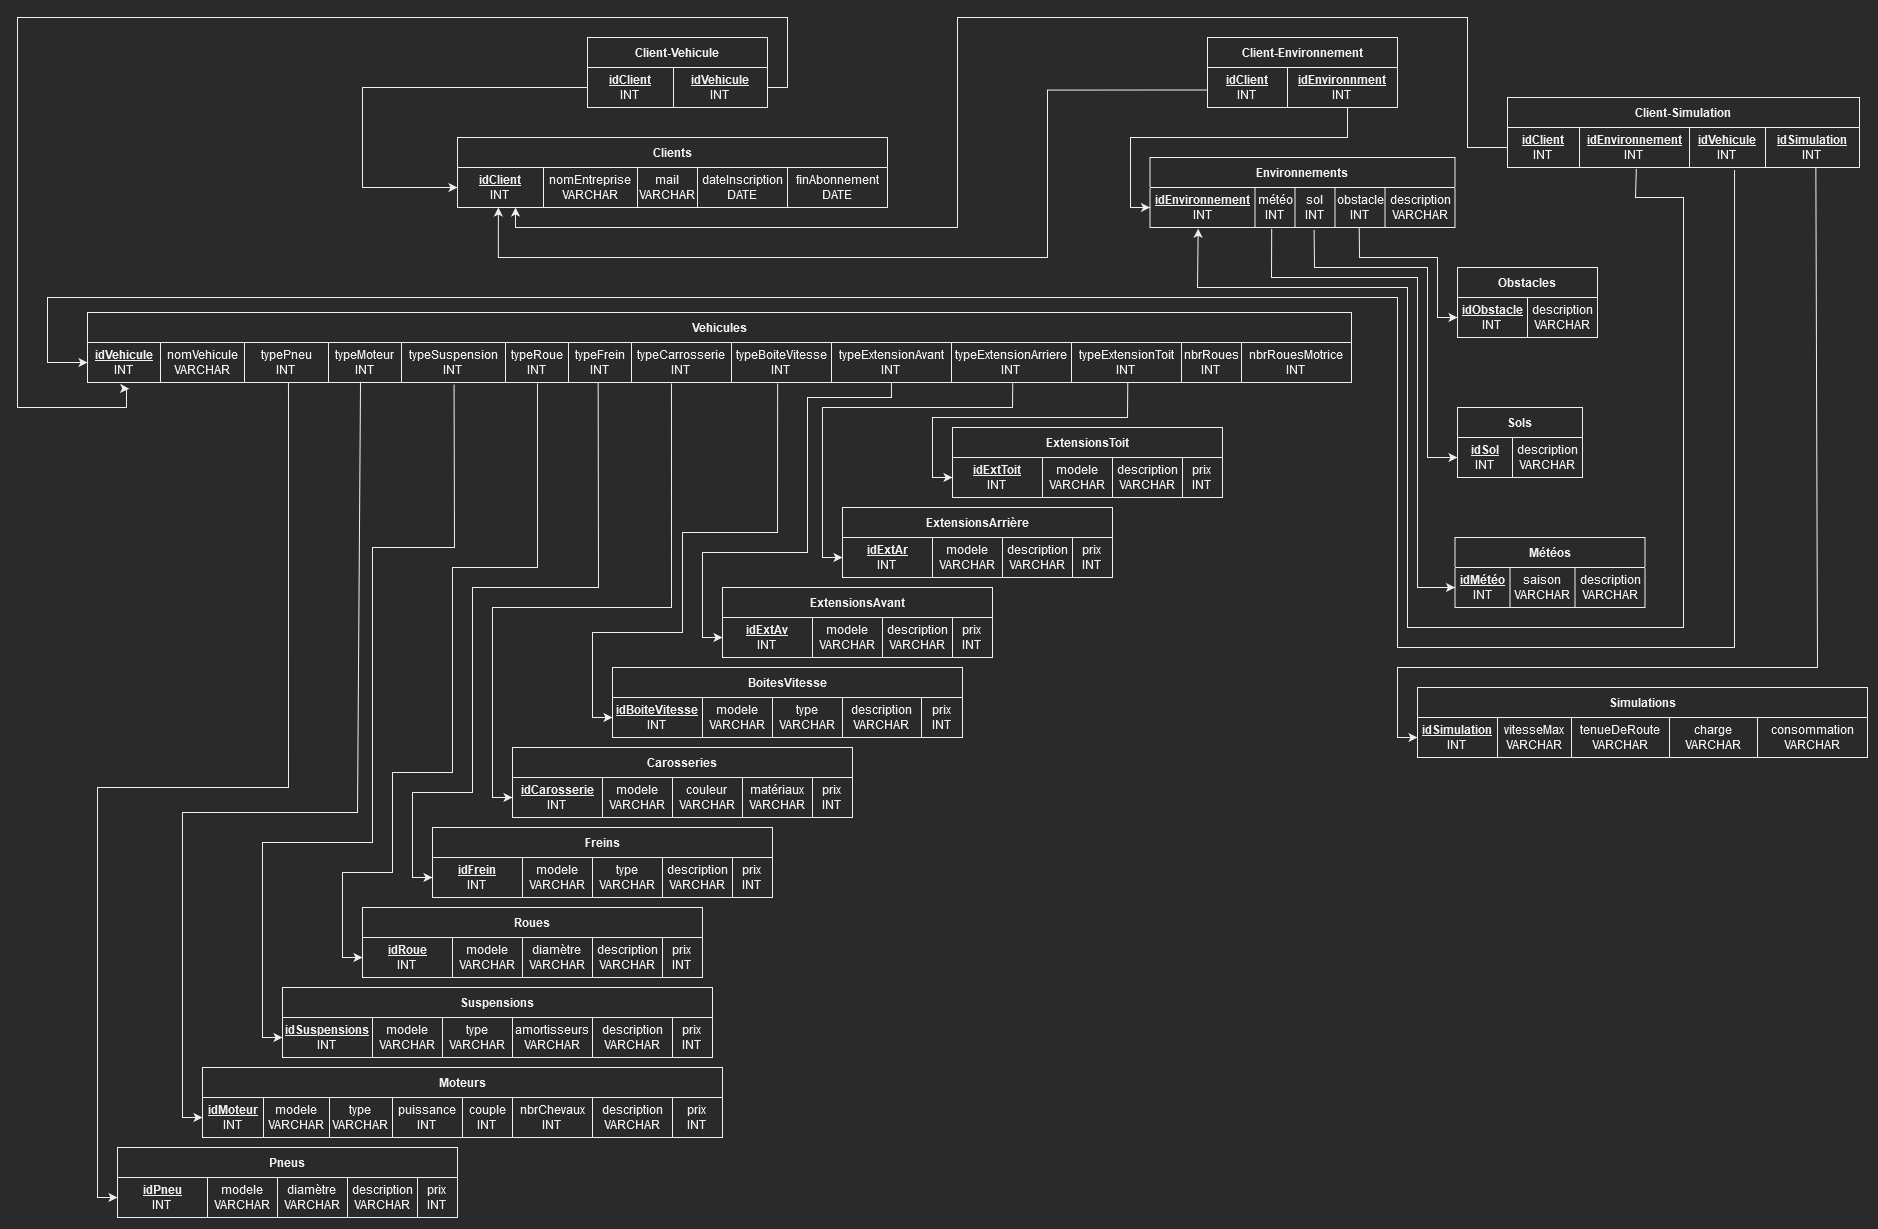 Client-Vehicule
idClient idVehicule
INT INT
Client-Environnement
idClient idEnvironnment
INT INT
Client-Simulation
idClient idEnvironnement idVehicule idSimulation
INT INT INT INT
Clients
idClient nomEntreprise mail dateInscription finAbonnement
INT VARCHAR VARCHAR DATE DATE
Environnements
idEnvironnement météo sol obstacle description
INT INT INT INT VARCHAR
Obstacles
idObstacle description
INT VARCHAR
Vehicules
idVehicule nomVehicule typePneu typeMoteur typeSuspension typeRoue typeFrein typeCarrosserie typeBoiteVitesse typeExtensionAvant typeExtensionArriere typeExtensionToit nbrRoues nbrRouesMotrice
INT VARCHAR INT INT INT INT INT INT INT INT INT INT INT INT
Sols
idSol description
INT VARCHAR
ExtensionsToit
idExtToit modele description prix
INT VARCHAR VARCHAR INT
ExtensionsArrière
idExtAr modele description prix
INT VARCHAR VARCHAR INT
Météos
idMétéo saison description
INT VARCHAR VARCHAR
ExtensionsAvant
idExtAv modele description prix
INT VARCHAR VARCHAR INT
BoitesVitesse
idBoiteVitesse modele type description prix
INT VARCHAR VARCHAR VARCHAR INT
Simulations
idSimulation vitesseMax tenueDeRoute charge consommation
INT VARCHAR VARCHAR VARCHAR VARCHAR
Carosseries
idCarosserie modele couleur matériaux prix
INT VARCHAR VARCHAR VARCHAR INT
Freins
idFrein modele type description prix
INT VARCHAR VARCHAR VARCHAR INT
Roues
idRoue modele diamètre description prix
INT VARCHAR VARCHAR VARCHAR INT
Suspensions
idSuspensions modele type amortisseurs description prix
INT VARCHAR VARCHAR VARCHAR VARCHAR INT
Moteurs
idMoteur modele type puissance couple nbrChevaux description prix
INT VARCHAR VARCHAR INT INT INT VARCHAR INT
Pneus
idPneu modele diamètre description prix
INT VARCHAR VARCHAR VARCHAR INT